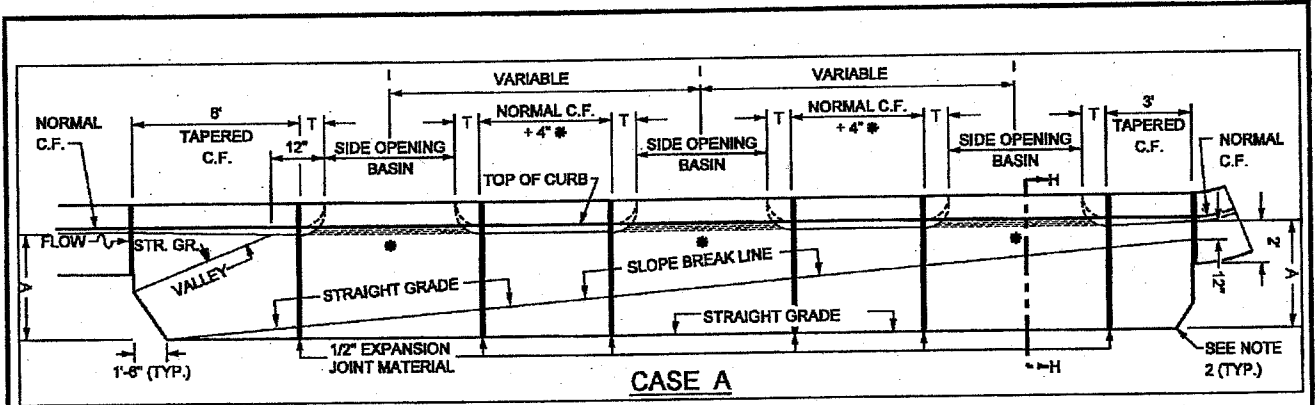 VARIABLE
VARIABLE
NORMAL C.F.
6'
TAPERED C.F.
12"
T
SIDE OPENING BASIN
T
NORMAL C.F. + 4" *
T
SIDE OPENING BASIN
T
NORMAL C.F. + 4" *
T
SIDE OPENING BASIN
T
3'
TAPERED C.F.
NORMAL C.F.
TOP OF CURB
H
FLOW
STR. GR.
VALLEY
*
*
*
SLOPE BREAK LINE
STRAIGHT GRADE
STRAIGHT GRADE
A
2'
12"
A
1'-6" (TYP.)
1/2" EXPANSION
JOINT MATERIAL
H
SEE NOTE
2 (TYP.)
CASE A